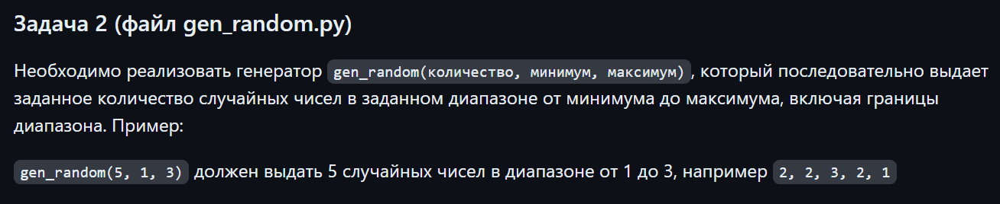 Задача 2 (файл gen_random.py)
Необходимо реализовать генератор gen_random(количество, минимум, максимум), который последовательно выдает
заданное количество случайных чисел в заданном диапазоне от минимума до максимума, включая границы
диапазона. Пример:
gen_random(5, 1, 3) должен выдать 5 случайных чисел в диапазоне от 1 до 3, например 2, 2, 3, 2, 1